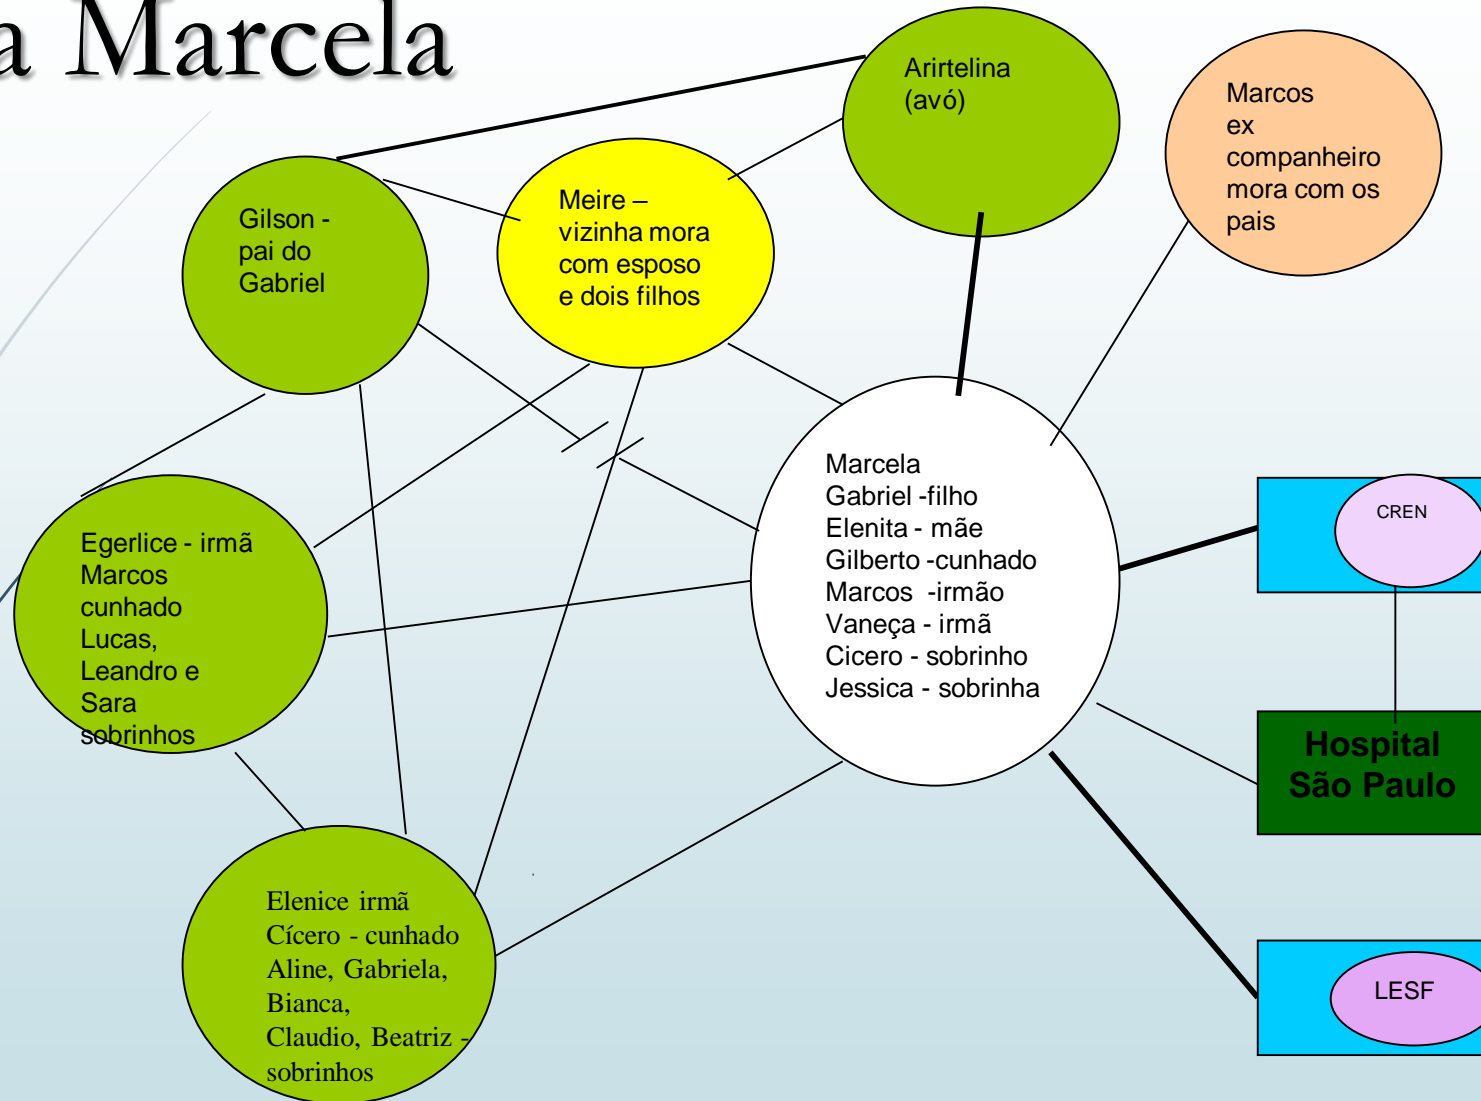 a Marcela
Arirtelina
(avó)
Marcos
ex
companheiro
mora com os
pais
Gilson -
pai do
Gabriel
Meire –
vizinha mora
com esposo
e dois filhos
Marcela
Gabriel -filho
Elenita - mãe
Gilberto -cunhado
Marcos  -irmão
Vaneça - irmã
Cicero - sobrinho
Jessica - sobrinha
CREN
Egerlice - irmã
Marcos
cunhado
Lucas,
Leandro e
Sara
sobrinhos
Hospital
São Paulo
Elenice irmã
Cícero - cunhado
Aline, Gabriela,
Bianca,
Claudio, Beatriz -
sobrinhos
LESF